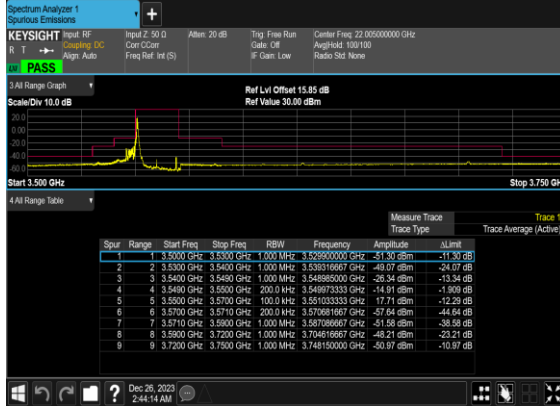 Spectrum Analyzer 1
Spurious Emissions
KEYSIGHT Input: RF Input Z: 50 Ω Atten: 20 dB Trig: Free Run Center Freq: 22.005000000 GHz
R T Coupling: DC Corr CCorr Gate: Off Avg|Hold: 100/100
Align: Auto Freq Ref: Int (S) IF Gain: Low Radio Std: None
PASS
3 All Range Graph Ref Lvl Offset 15.85 dB
Scale/Div 10.0 dB Ref Value 30.00 dBm
20.0
0.00
-20.0
-40.0
-60.0
Start 3.500 GHz Stop 3.750 GH
4 All Range Table
Measure Trace Trace 1
Trace Type Trace Average (Active)
Spur Range Start Freq Stop Freq RBW Frequency Amplitude ΔLimit
1 1 3.5000 GHz 3.5300 GHz 1.000 MHz 3.529900000 GHz -51.30 dBm -11.30 dB
2 2 3.5300 GHz 3.5400 GHz 1.000 MHz 3.539316667 GHz -49.07 dBm -24.07 dB
3 3 3.5400 GHz 3.5490 GHz 1.000 MHz 3.548985000 GHz -26.34 dBm -13.34 dB
4 4 3.5490 GHz 3.5500 GHz 200.0 kHz 3.549973333 GHz -14.91 dBm -1.909 dB
5 5 3.5500 GHz 3.5700 GHz 100.0 kHz 3.551033333 GHz 17.71 dBm -12.29 dB
6 6 3.5700 GHz 3.5710 GHz 200.0 kHz 3.570681667 GHz -57.64 dBm -44.64 dB
7 7 3.5710 GHz 3.5900 GHz 1.000 MHz 3.587086667 GHz -51.58 dBm -38.58 dB
8 8 3.5900 GHz 3.7200 GHz 1.000 MHz 3.704616667 GHz -48.21 dBm -23.21 dB
9 9 3.7200 GHz 3.7500 GHz 1.000 MHz 3.748150000 GHz -50.97 dBm -10.97 dB
Dec 26, 2023
2:44:14 AM